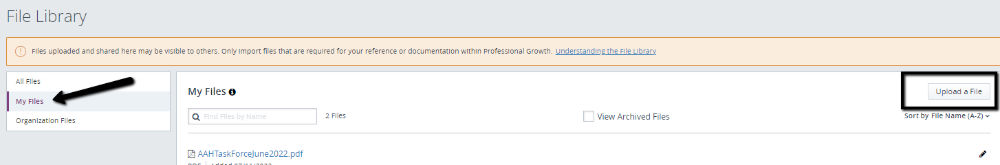 File Library
Files uploaded and shared here may be visible to others. Only import files that are required for your reference or documentation within Professional Growth. Understanding the File Library
All Files
My Files
Organization Files
My Files
Upload a File
Find Files by Name
2 Files
View Archived Files
Sort by File Name (A-Z)
AAHTaskForceJune2022.pdf